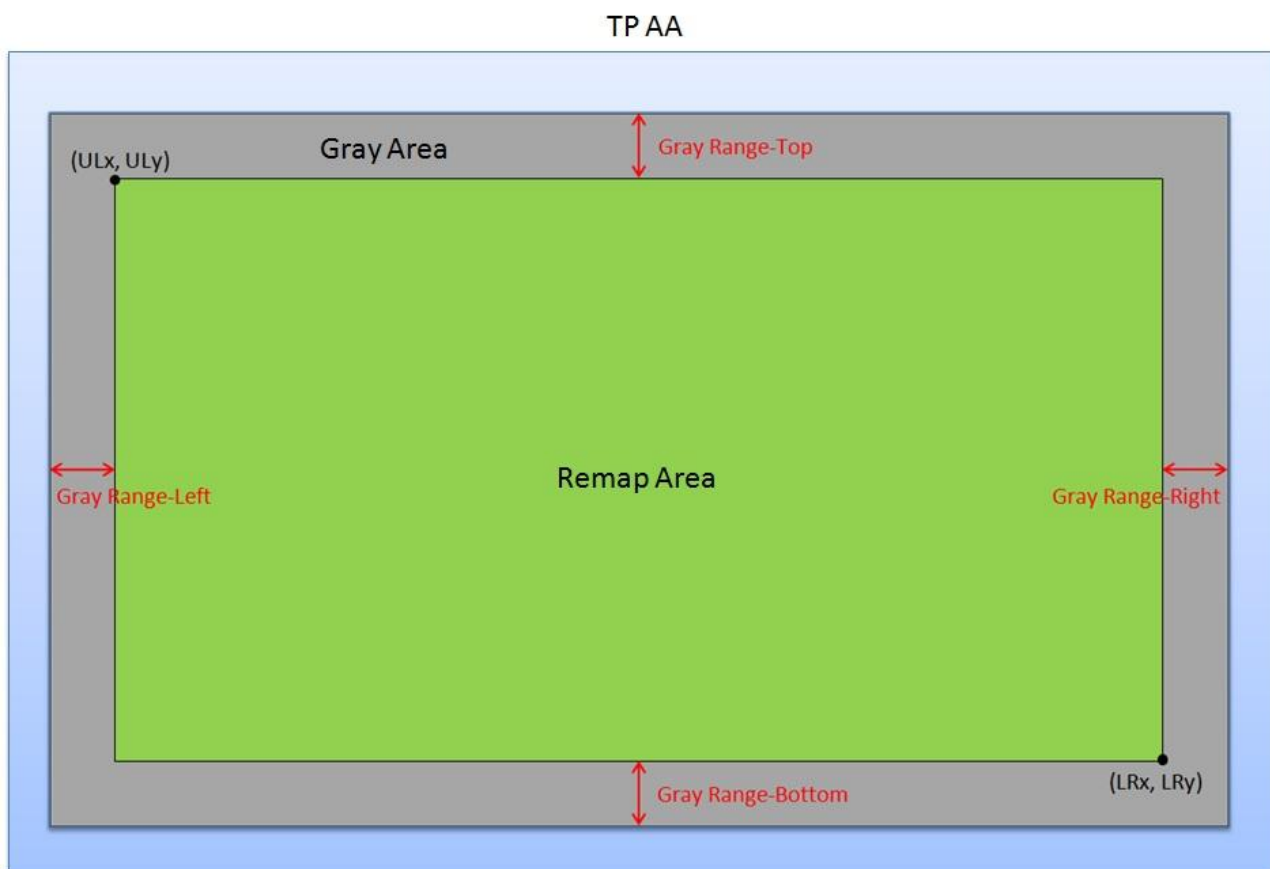 TP AA
Gray Area
Gray Range-Top
(ULx, ULy)
Remap Area
Gray Range-Left
Gray Range-Right
(LRx, LRy)
Gray Range-Bottom